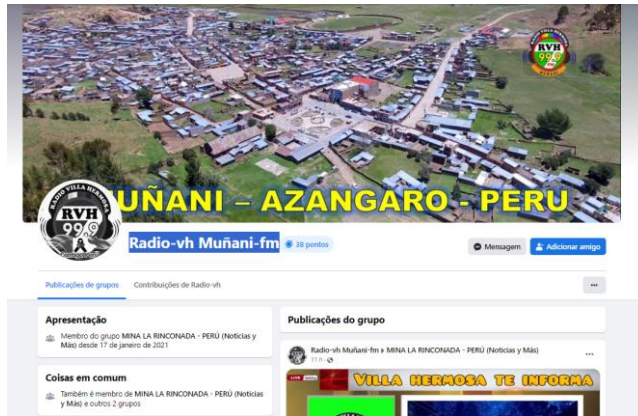 RADIO VILLA HERMOSA
RVH
99.9
MUÑANI
MUÑANI – AZANGARO - PERU
RADIO VILLA HERMOSA
RVH
99.9
Radio-vh Muñani-fm
38 pontos
Mensagem
Adicionar amigo
Publicações de grupos
Contribuições de Radio-vh
Apresentação
Membro do grupo MINA LA RINCONADA - PERÚ (Noticias y
Más) desde 17 de janeiro de 2021
Coisas em comum
Também é membro de MINA LA RINCONADA - PERÚ (Noticias
y Más) e outros 2 grupos
Publicações do grupo
Radio-vh Muñani-fm ▸ MINA LA RINCONADA - PERÚ (Noticias y Más)
11 h
LIVE
VILLA HERMOSA TE INFORMA